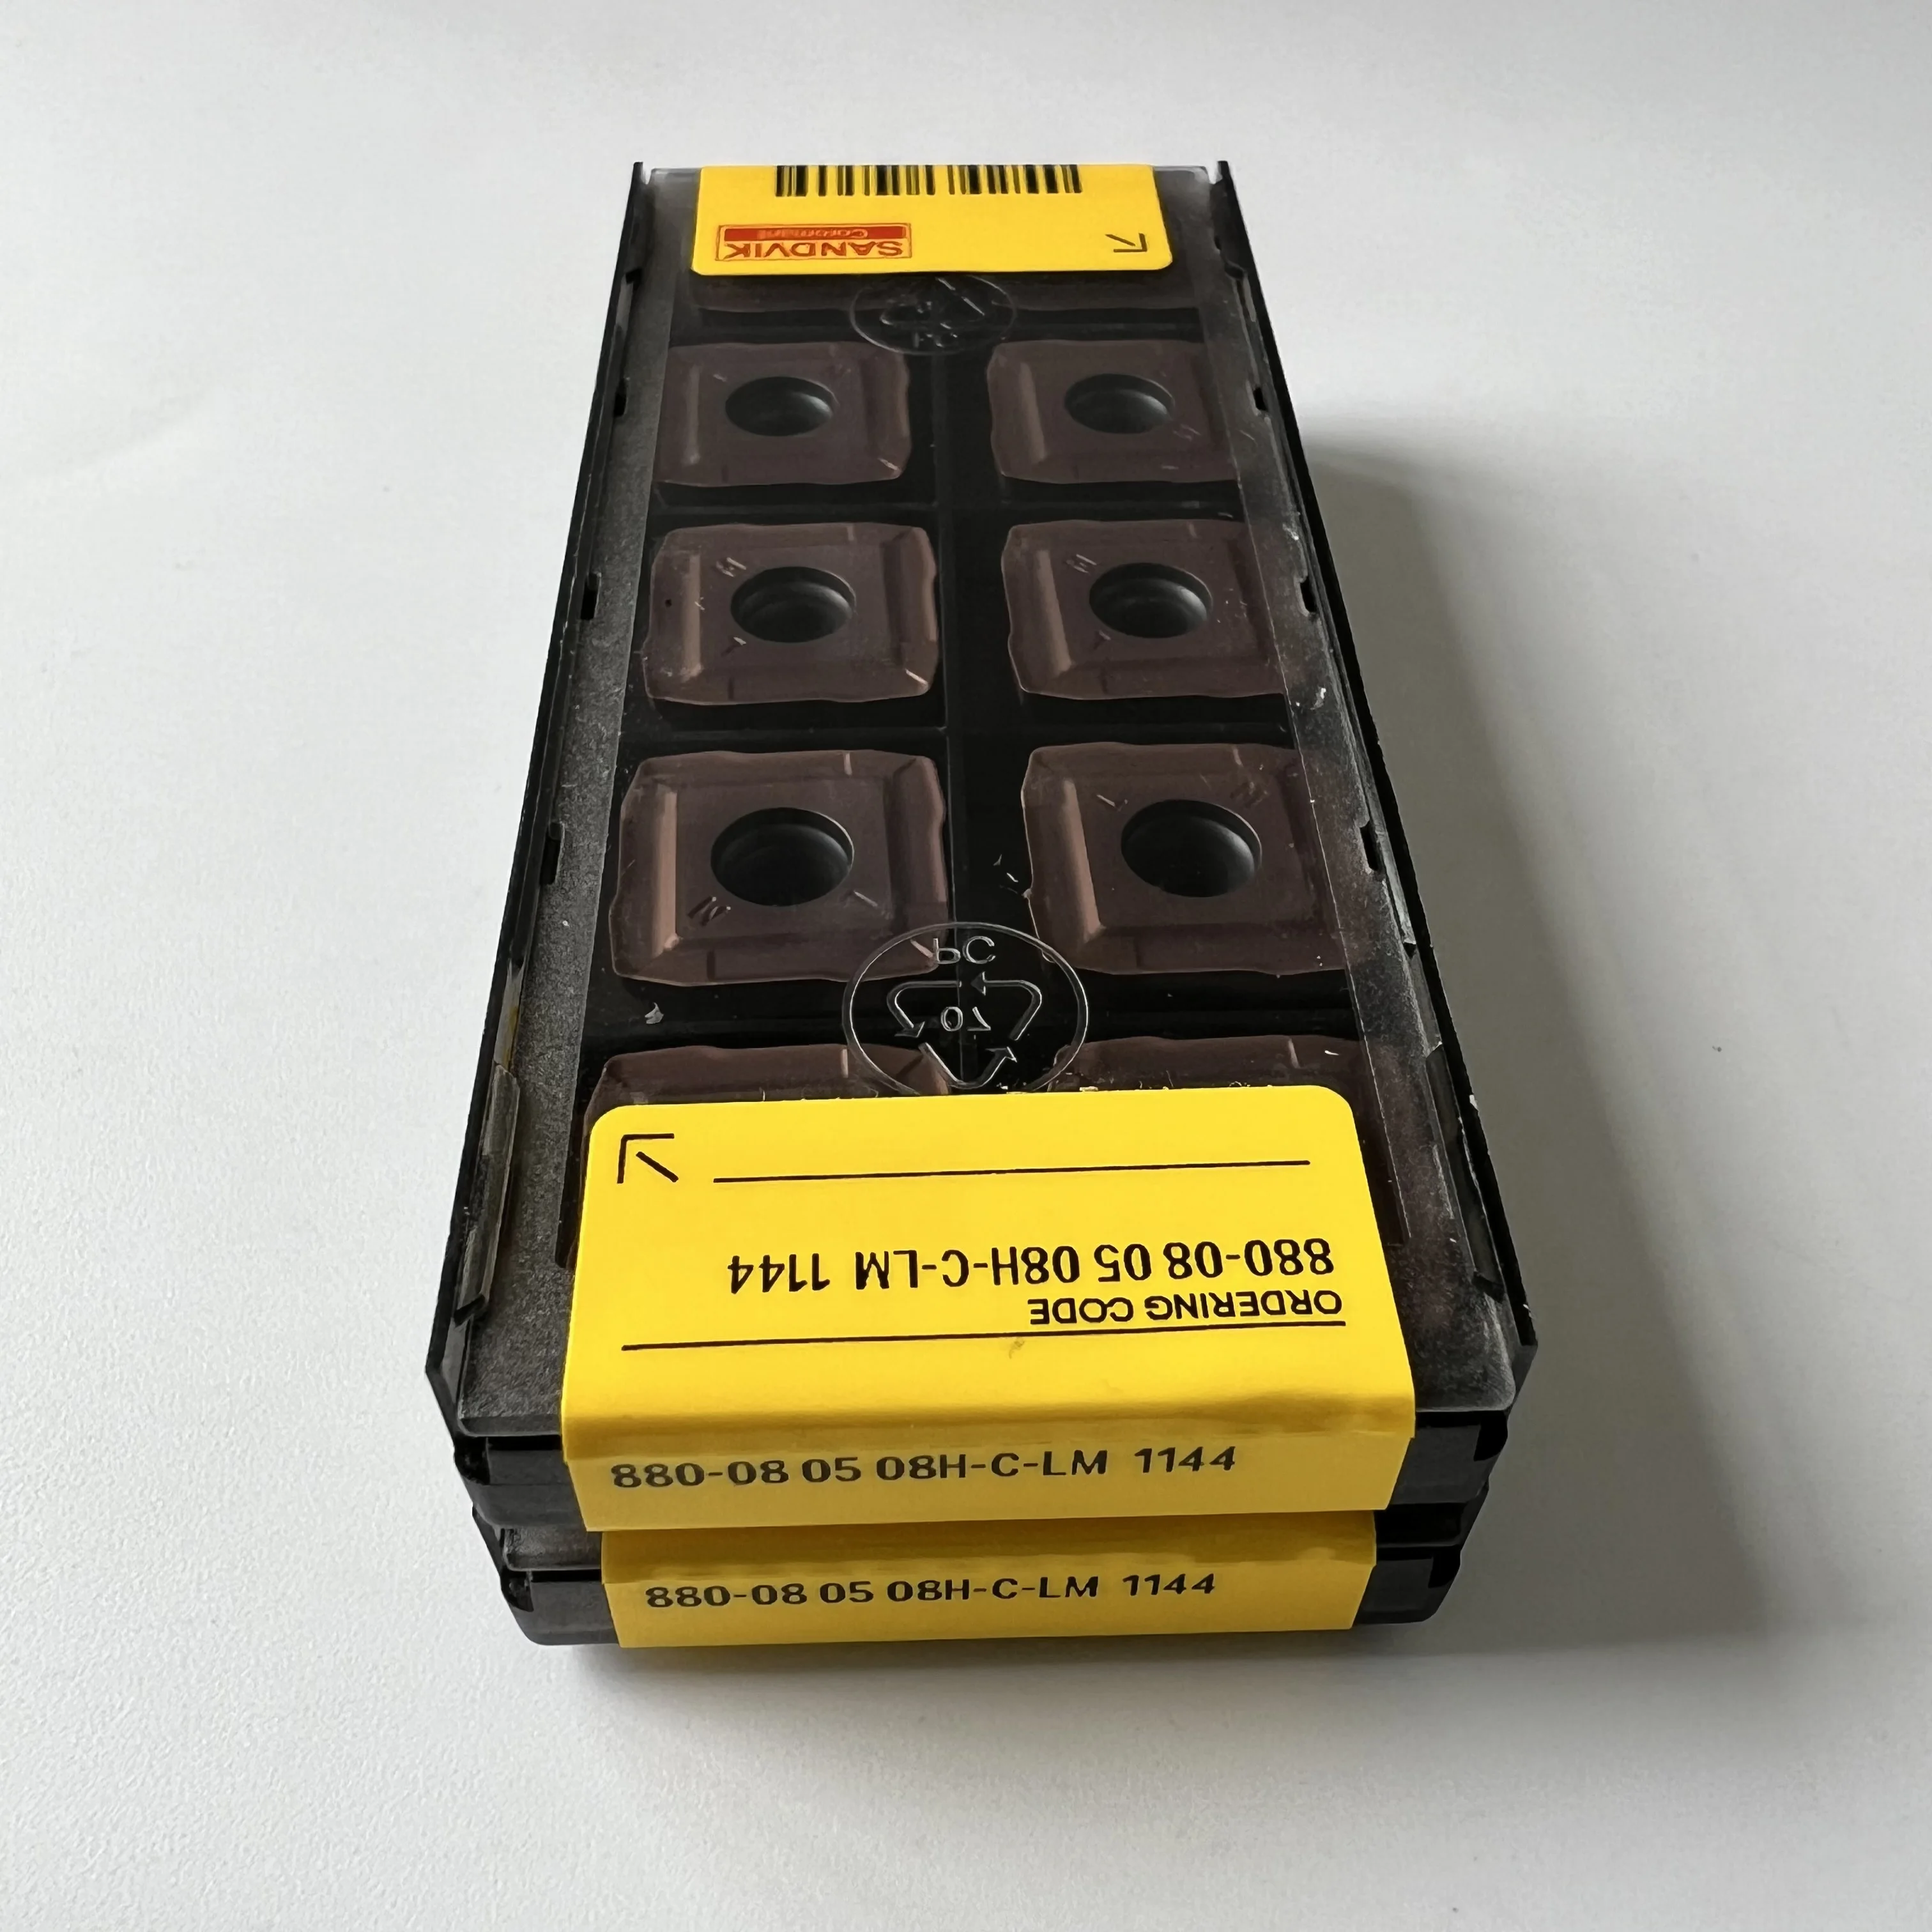 SANDVIK
Coromant
PC
70
880-08 05 08H-C-LM 1144
ORDERING CODE
880-08 05 08H-C-LM 1144
880-08 05 08H-C-LM 1144